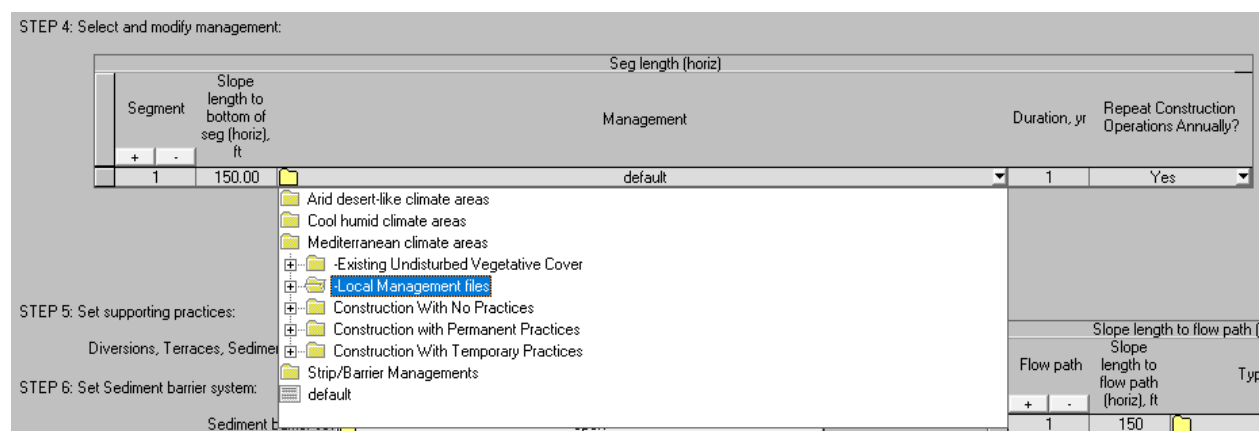 STEP 4: Select and modify management:
Seg length (horiz)
Segment
Slope
length to
bottom of
seg (horiz),
ft
Management
Duration, yr
Repeat Construction
Operations Annually?
+ -
1 150.00 default 1 Yes
Arid desert-like climate areas
Cool humid climate areas
Mediterranean climate areas
-Existing Undisturbed Vegetative Cover
-Local Management files
Construction With No Practices
Construction with Permanent Practices
Construction With Temporary Practices
Strip/Barrier Managements
default
STEP 5: Set supporting practices:
Diversions, Terraces, Sedime
Slope length to flow path (
Flow path
Slope
length to
flow path
(horiz), ft
Typ
+ -
1 150
STEP 6: Set Sediment barrier system:
Sediment